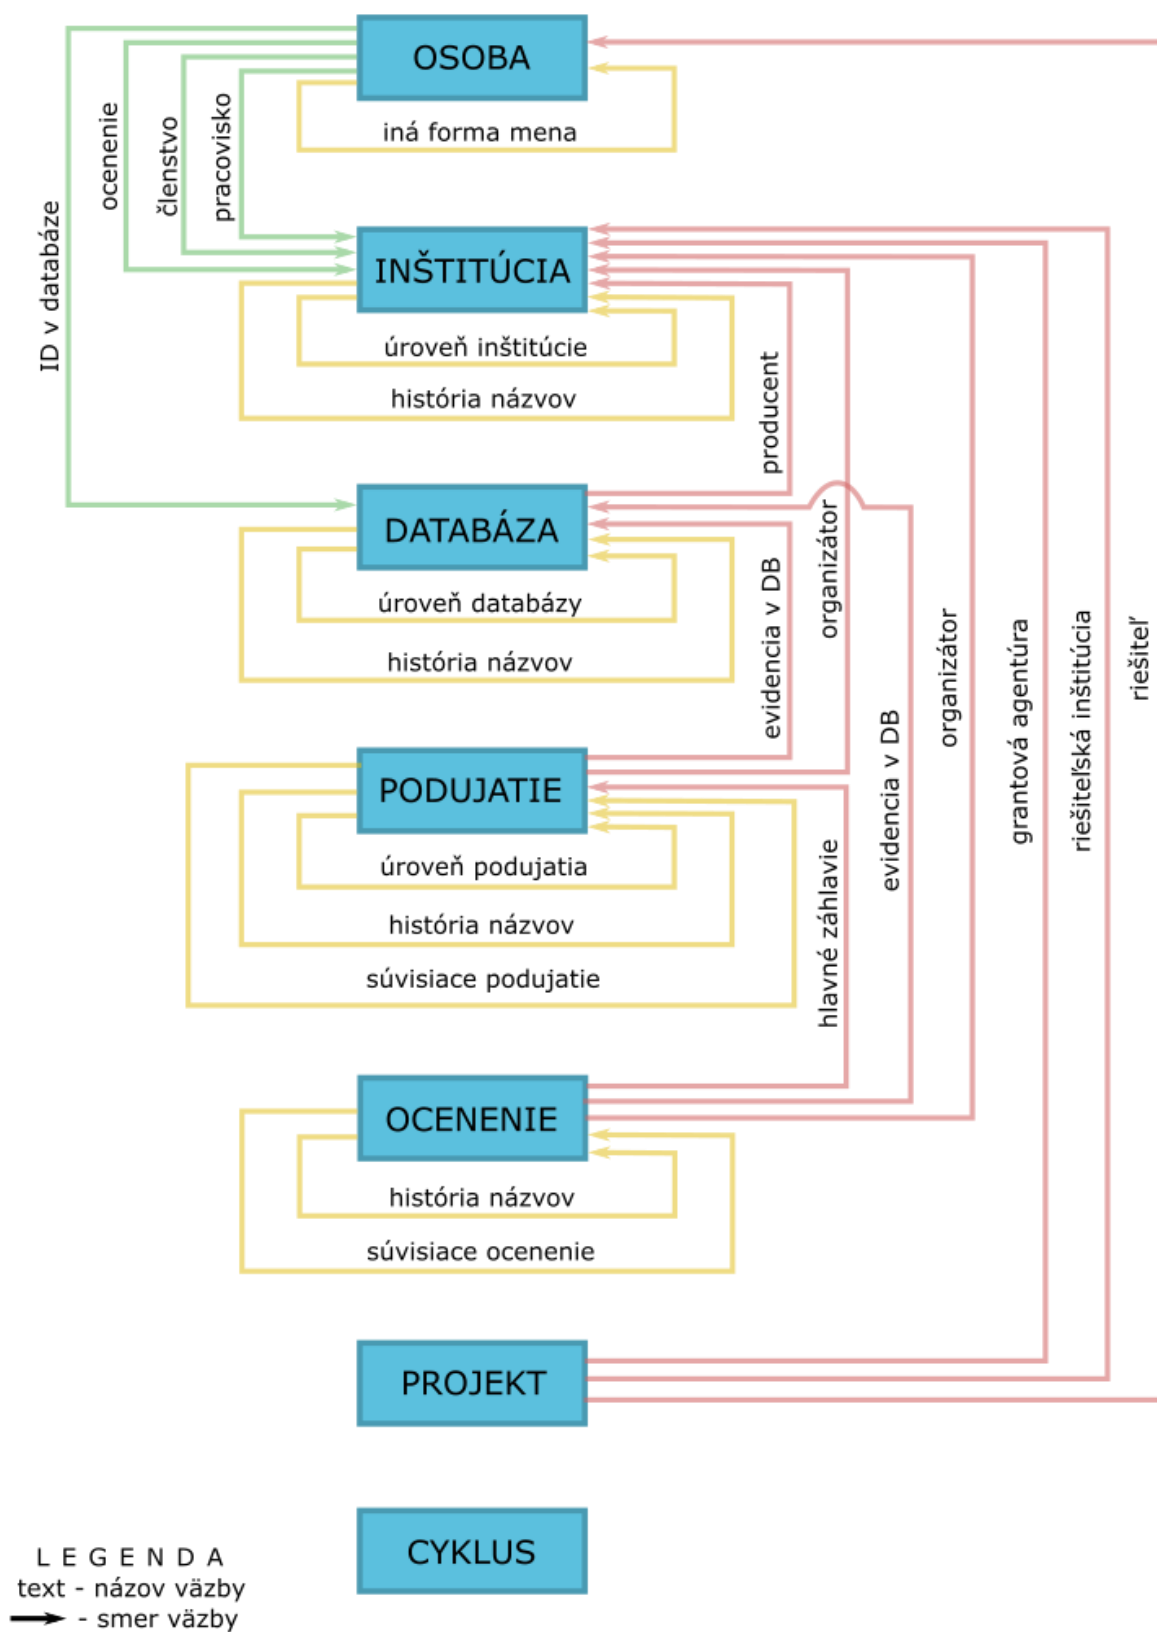 OSOBA
iná forma mena
ocenenie
členstvo
pracovisko
ID v databáze
INŠTITÚCIA
úroveň inštitúcie
história názvov
producent
DATABÁZA
úroveň databázy
história názvov
evidencia v DB
organizátor
evidencia v DB
organizátor
grantová agentúra
riešiteľská inštitúcia
riešiteľ
PODUJATIE
úroveň podujatia
história názvov
súvisiace podujatie
hlavné záhlavie
OCENENIE
história názvov
súvisiace ocenenie
PROJEKT
CYKLUS
L E G E N D A
text - názov väzby
- smer väzby